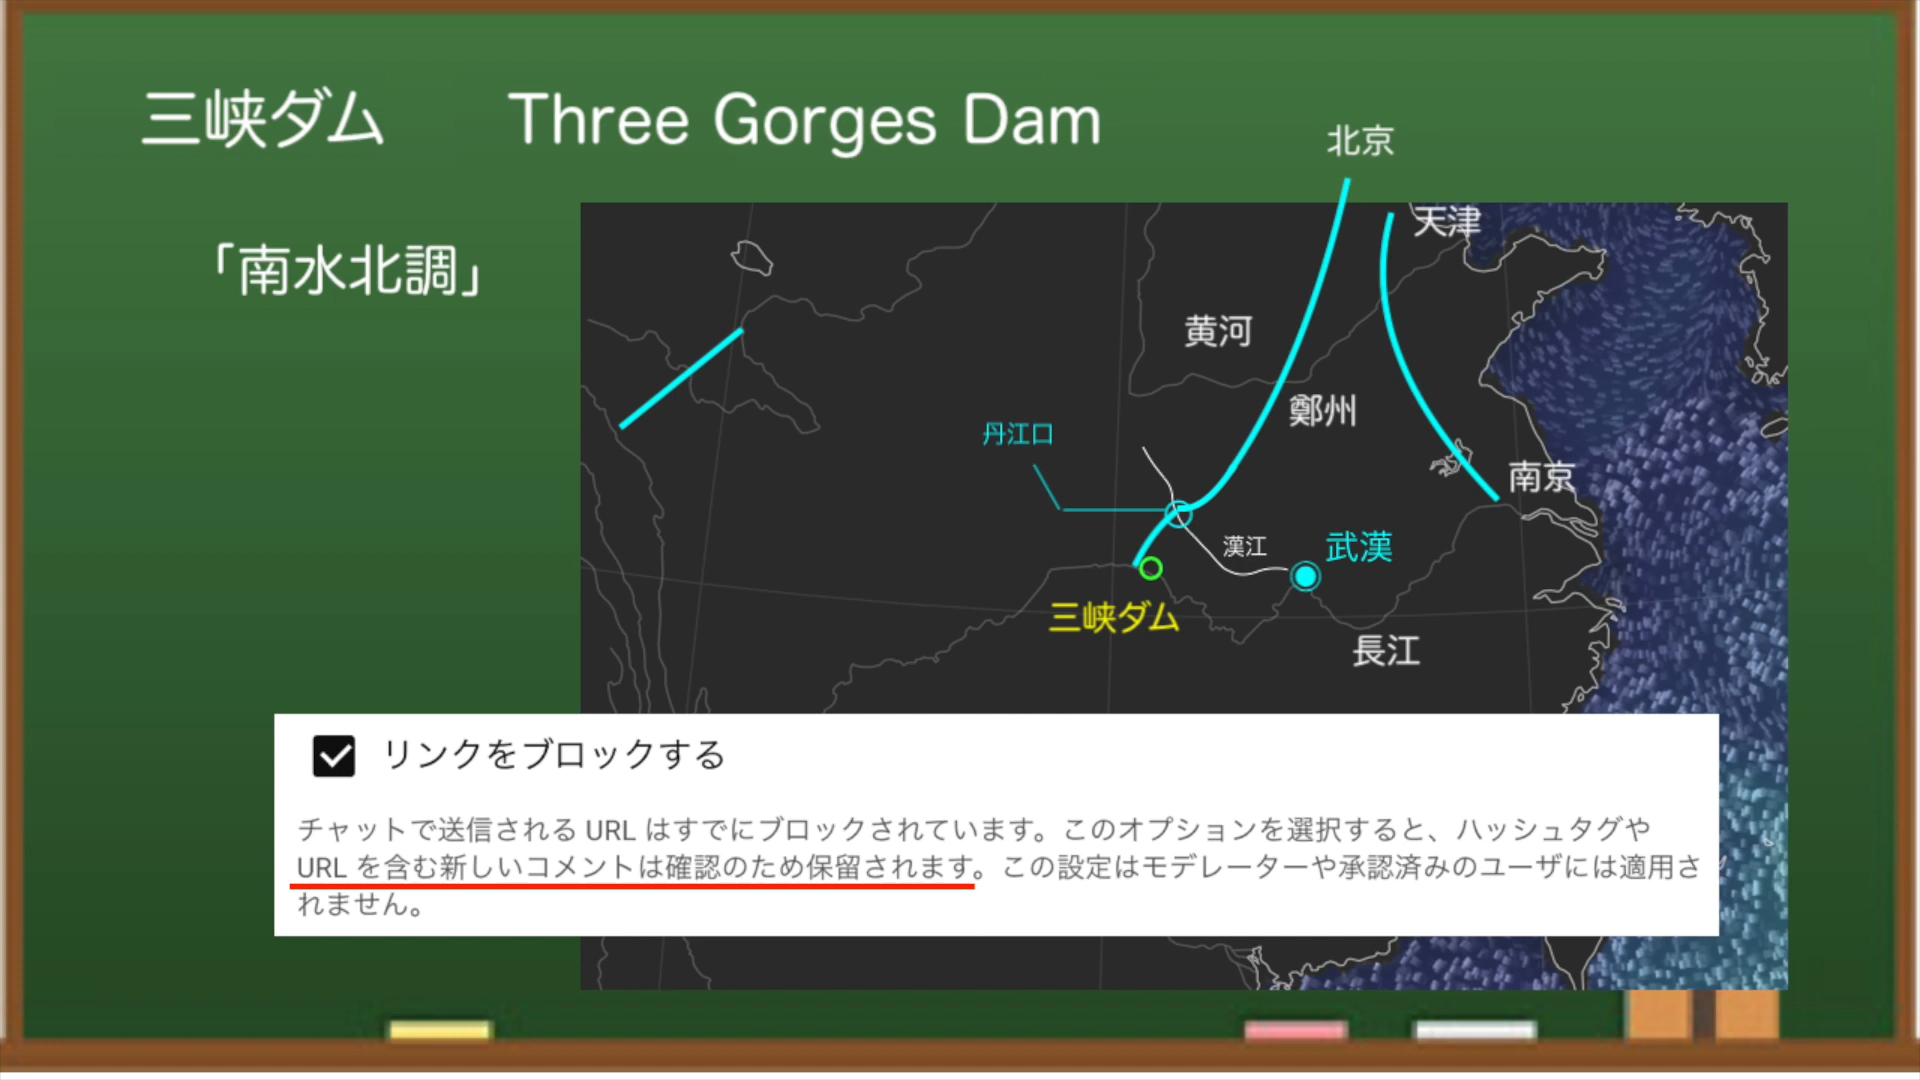 三峡ダム　Three Gorges Dam
「南水北調」
北京
天津
黄河
鄭州
丹江口
南京
漢江
武漢
三峡ダム
長江
リンクをブロックする
チャットで送信される URL はすでにブロックされています。このオプションを選択すると、ハッシュタグや
URL を含む新しいコメントは確認のため保留されます。この設定はモデレーターや承認済みのユーザには適用さ
れません。